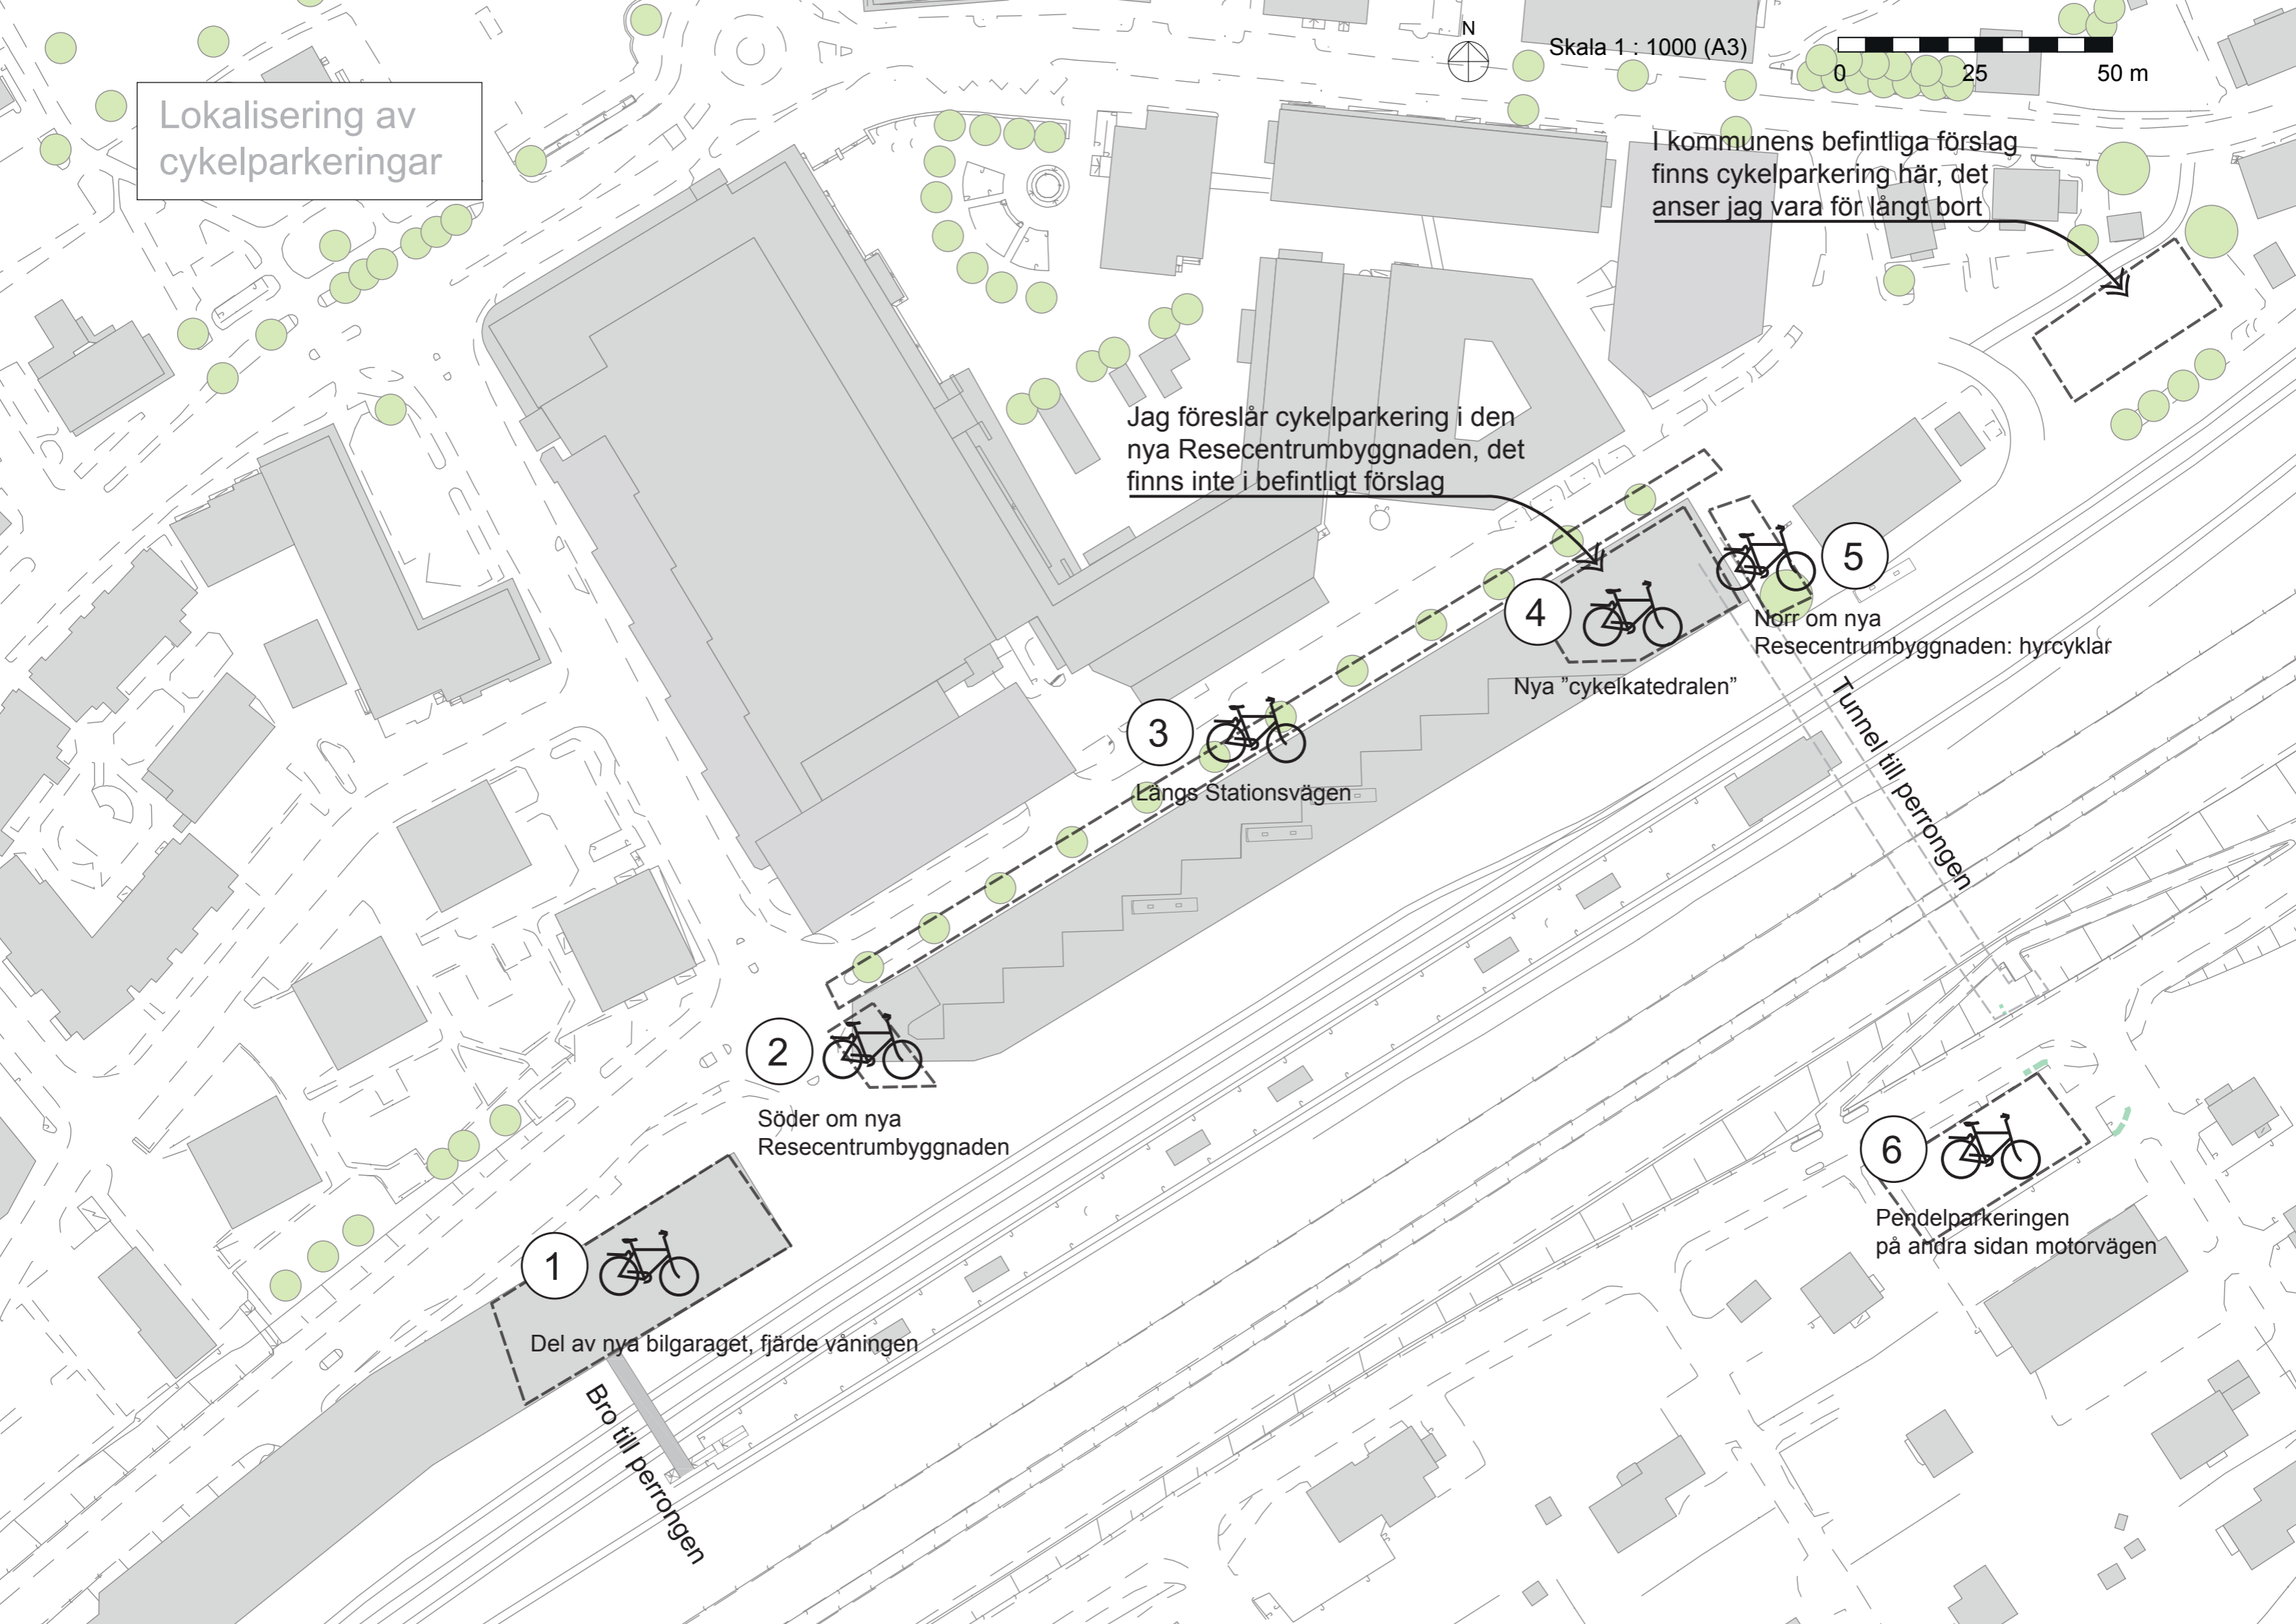 Lokalisering av
cykelparkeringar
N
Skala 1 : 1000 (A3)
0 25 50 m
I kommunens befintliga förslag
finns cykelparkering här, det
anser jag vara för långt bort
Jag föreslår cykelparkering i den
nya Resecentrumbyggnaden, det
finns inte i befintligt förslag
5
Norr om nya
Resecentrumbyggnaden: hyrcyklar
4
Nya ”cykelkatedralen”
Tunnel till perrongen
3
Längs Stationsvägen
2
Söder om nya
Resecentrumbyggnaden
6
Pendelparkeringen
på andra sidan motorvägen
1
Del av nya bilgaraget, fjärde våningen
Bro till perrongen